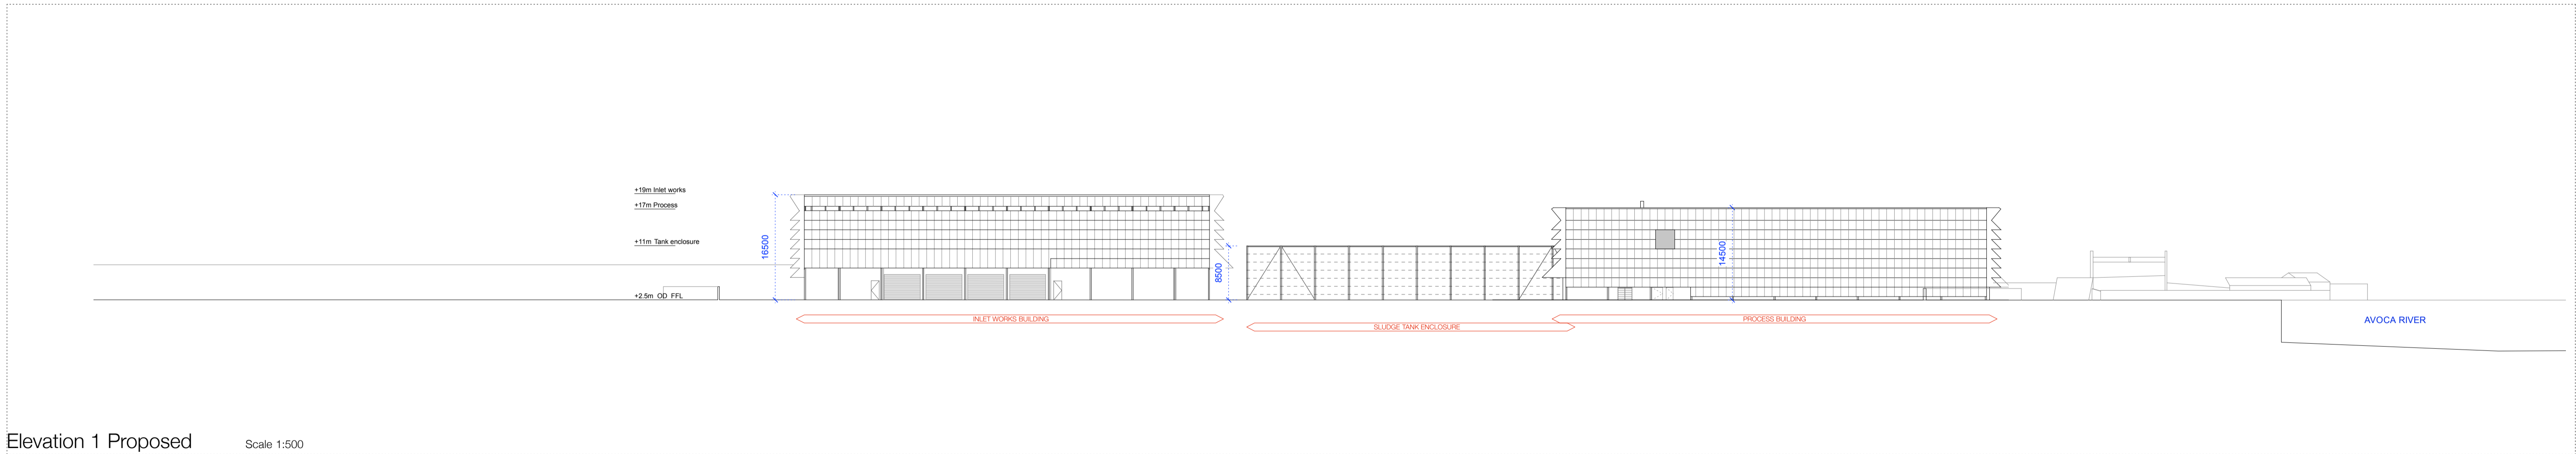 +19m Inlet works
+17m Process
+11m Tank enclosure
+2.5m OD FFL
16500
8500
14500
INLET WORKS BUILDING
SLUDGE TANK ENCLOSURE
PROCESS BUILDING
AVOCA RIVER
Elevation 1 Proposed
Scale 1:500